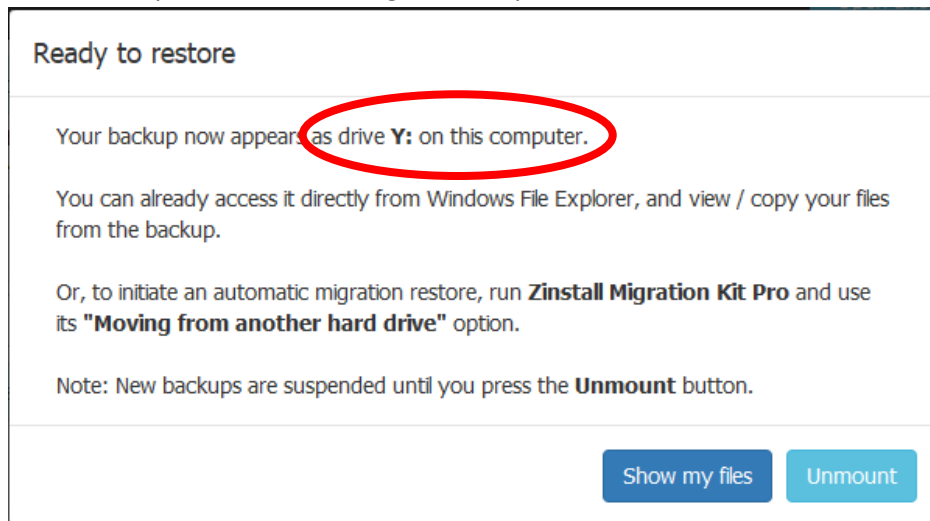 Ready to restore
Your backup now appears as drive Y: on this computer.
You can already access it directly from Windows File Explorer, and view / copy your files
from the backup.
Or, to initiate an automatic migration restore, run Zinstall Migration Kit Pro and use
its "Moving from another hard drive" option.
Note: New backups are suspended until you press the Unmount button.
Show my files
Unmount